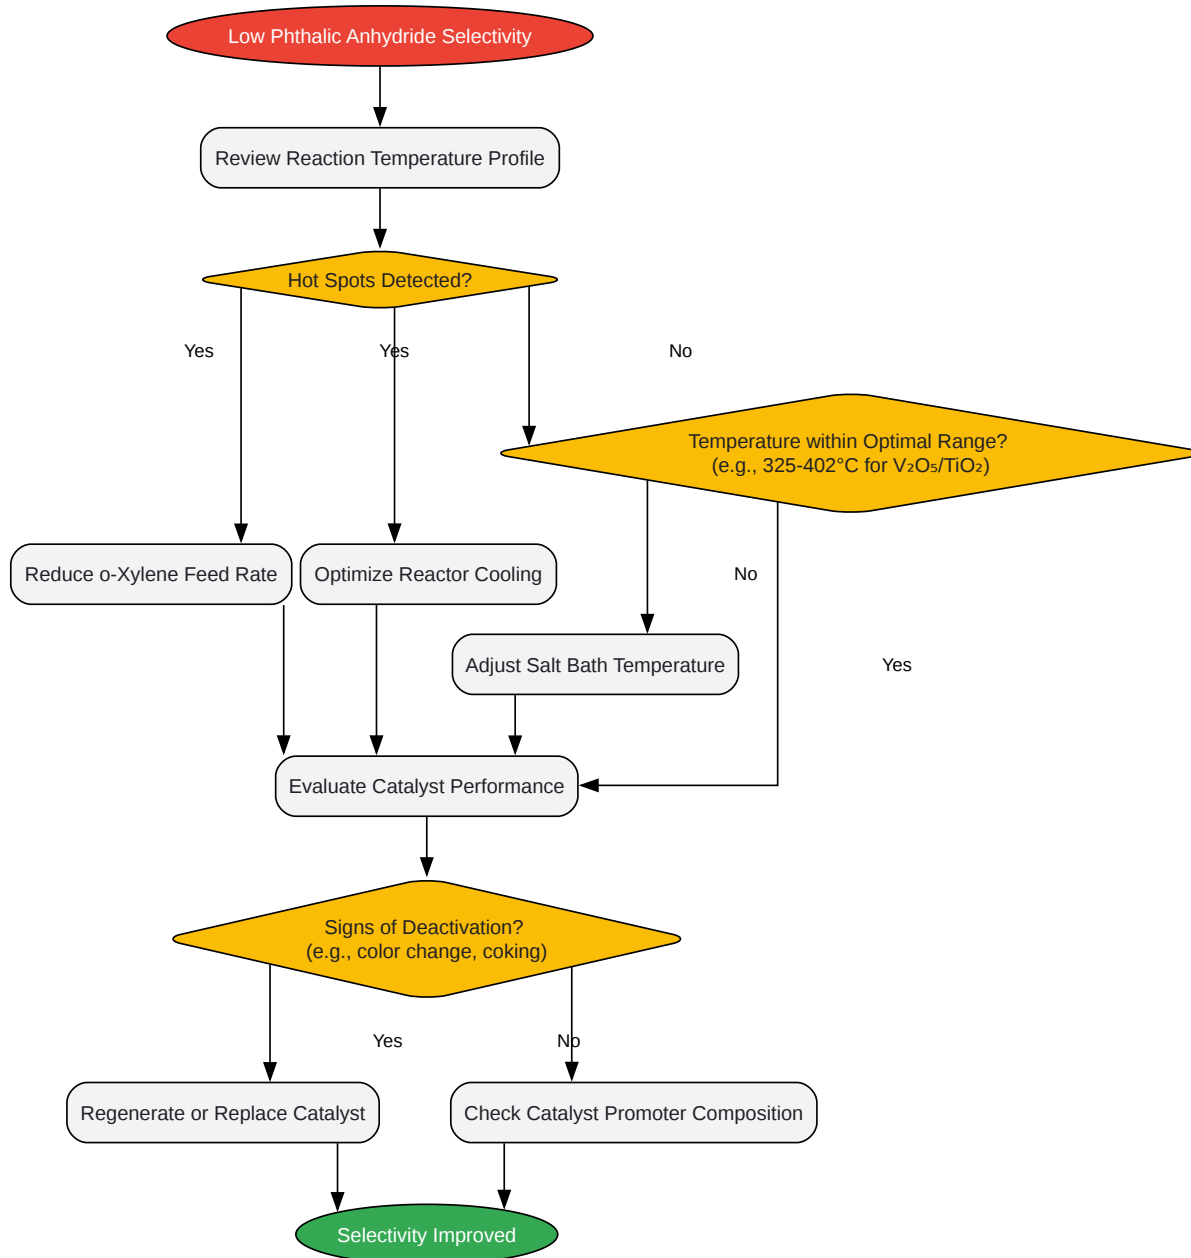 Low Phthalic Anhydride Selectivity
Review Reaction Temperature Profile
Hot Spots Detected?
Yes
Yes
No
Temperature within Optimal Range?
(e.g., 325-402°C for V₂O₅/TiO₂)
Reduce o-Xylene Feed Rate
Optimize Reactor Cooling
No
Adjust Salt Bath Temperature
Yes
Evaluate Catalyst Performance
Signs of Deactivation?
(e.g., color change, coking)
Yes
No
Regenerate or Replace Catalyst
Check Catalyst Promoter Composition
Selectivity Improved